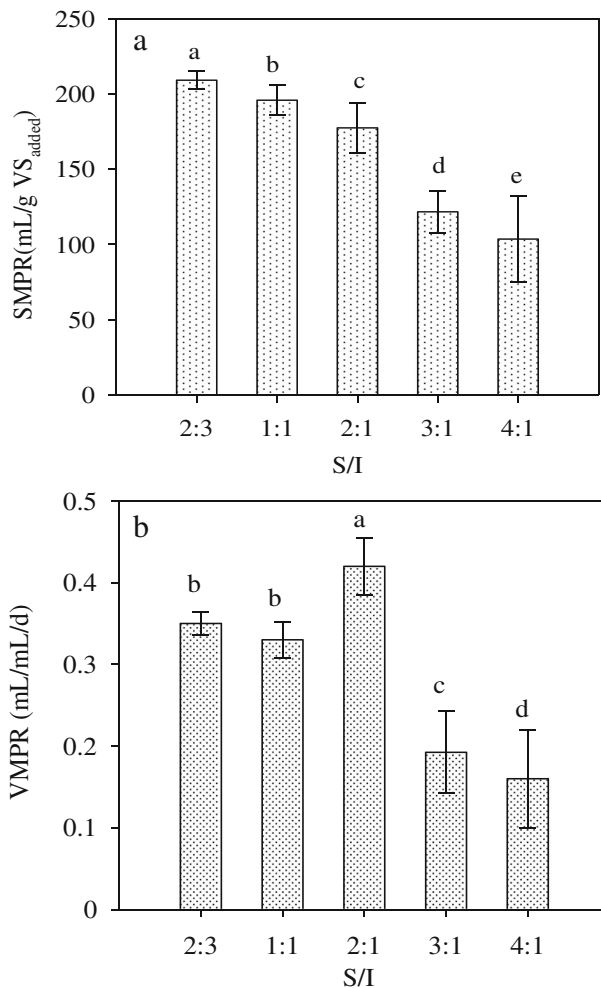 a
250
200
150
100
50
0
SMPR(mL/g VS_added)
a
b
c
d
e
2:3 1:1 2:1 3:1 4:1
S/I
b
0.5
0.4
0.3
0.2
0.1
0
VMPR (mL/mL/d)
b
b
a
c
d
2:3 1:1 2:1 3:1 4:1
S/I